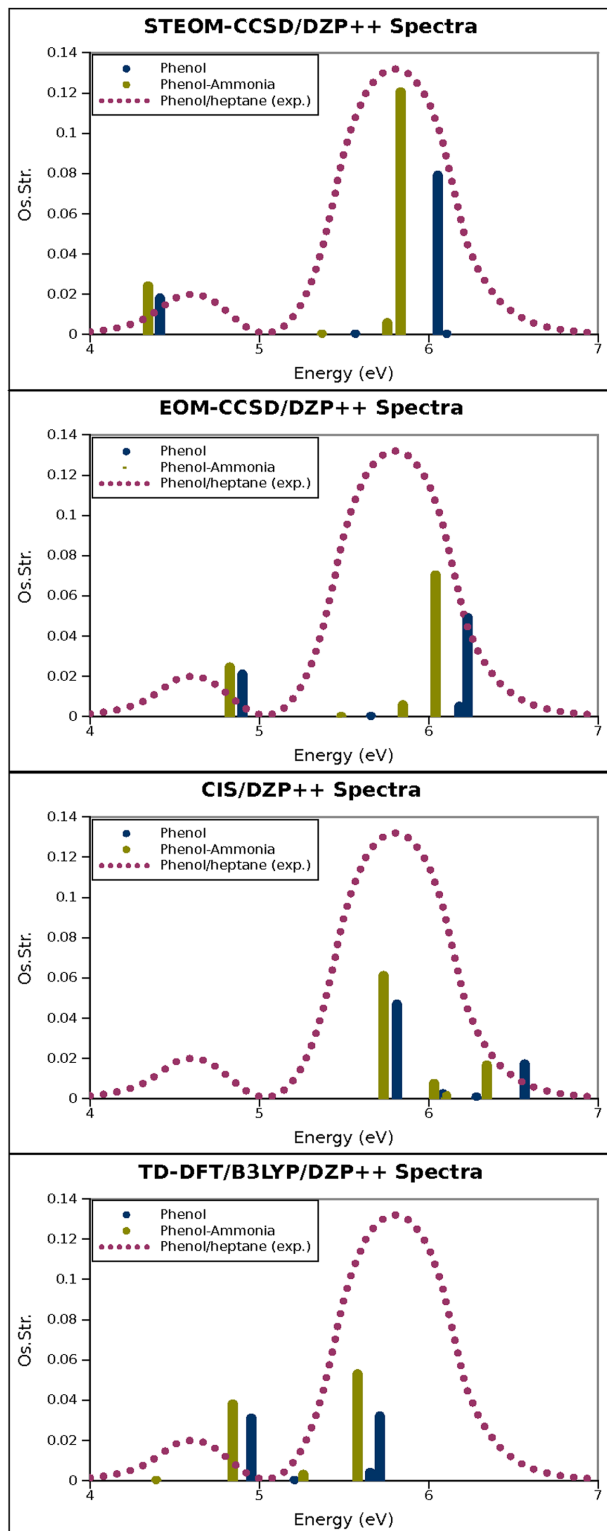 STEOM-CCSD/DZP++ Spectra
0.14
Phenol
Phenol-Ammonia
Phenol/heptane (exp.)
0.12
0.1
0.08
0.06
0.04
0.02
0
Os.Str.
4 5 6 7
Energy (eV)
EOM-CCSD/DZP++ Spectra
0.14
Phenol
Phenol-Ammonia
Phenol/heptane (exp.)
0.12
0.1
0.08
0.06
0.04
0.02
0
Os.Str.
4 5 6 7
Energy (eV)
CIS/DZP++ Spectra
0.14
Phenol
Phenol-Ammonia
Phenol/heptane (exp.)
0.12
0.1
0.08
0.06
0.04
0.02
0
Os.Str.
4 5 6 7
Energy (eV)
TD-DFT/B3LYP/DZP++ Spectra
0.14
Phenol
Phenol-Ammonia
Phenol/heptane (exp.)
0.12
0.1
0.08
0.06
0.04
0.02
0
Os.Str.
4 5 6 7
Energy (eV)